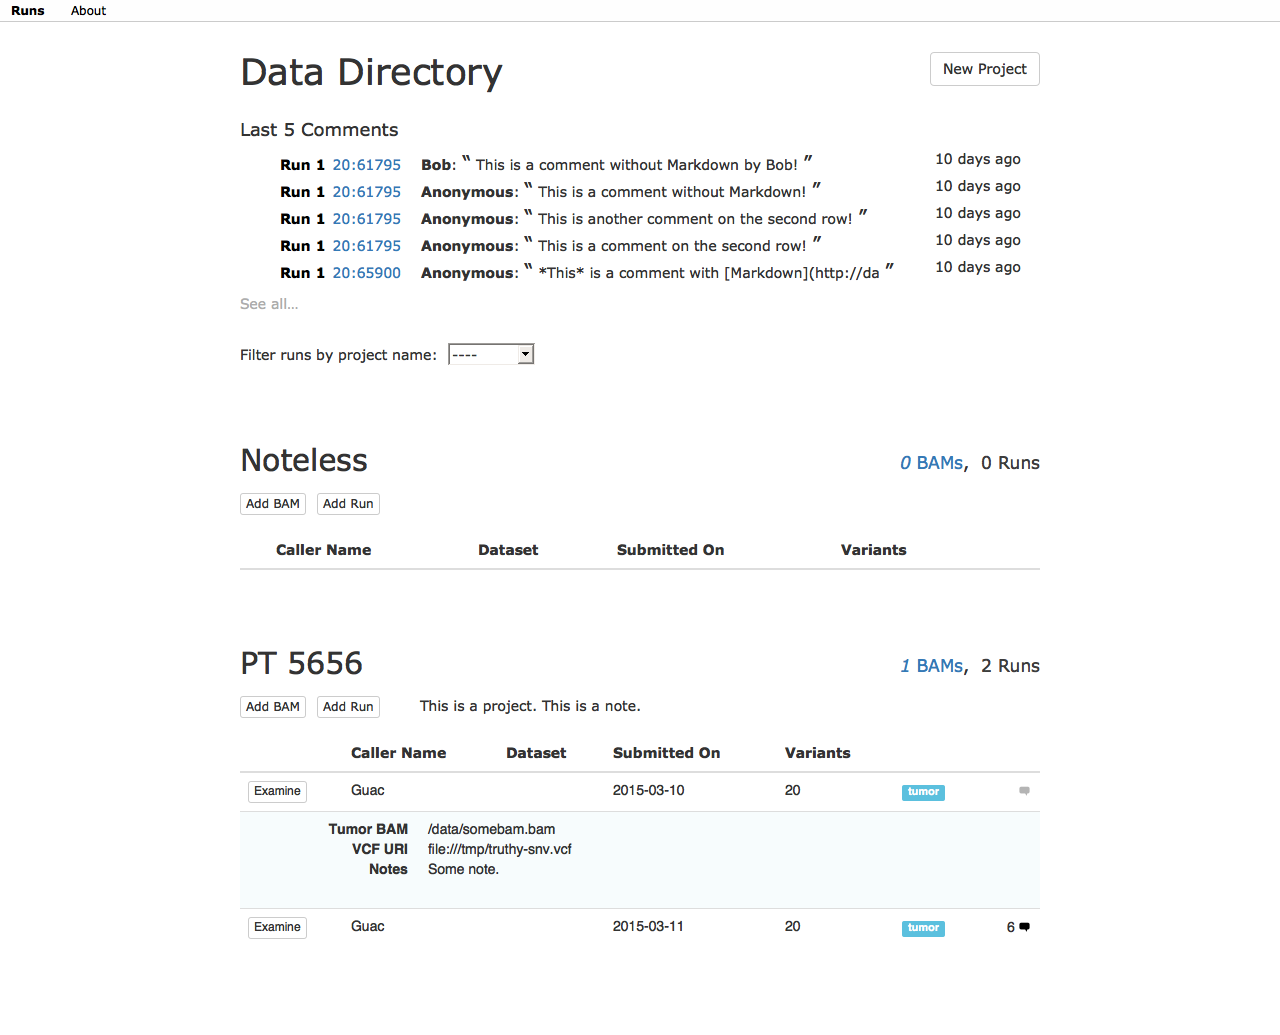 Runs About
Data Directory
New Project
Last 5 Comments
Run 1 20:61795 Bob: “ This is a comment without Markdown by Bob! ” 10 days ago
Run 1 20:61795 Anonymous: “ This is a comment without Markdown! ” 10 days ago
Run 1 20:61795 Anonymous: “ This is another comment on the second row! ” 10 days ago
Run 1 20:61795 Anonymous: “ This is a comment on the second row! ” 10 days ago
Run 1 20:65900 Anonymous: “ *This* is a comment with [Markdown](http://da ” 10 days ago
See all...
Filter runs by project name: ----
Noteless
0 BAMs, 0 Runs
Add BAM Add Run
Caller Name Dataset Submitted On Variants
PT 5656
1 BAMs, 2 Runs
Add BAM Add Run This is a project. This is a note.
Caller Name Dataset Submitted On Variants
Examine Guac 2015-03-10 20 tumor
Tumor BAM /data/somebam.bam
VCF URI file:///tmp/truthy-snv.vcf
Notes Some note.
Examine Guac 2015-03-11 20 tumor 6